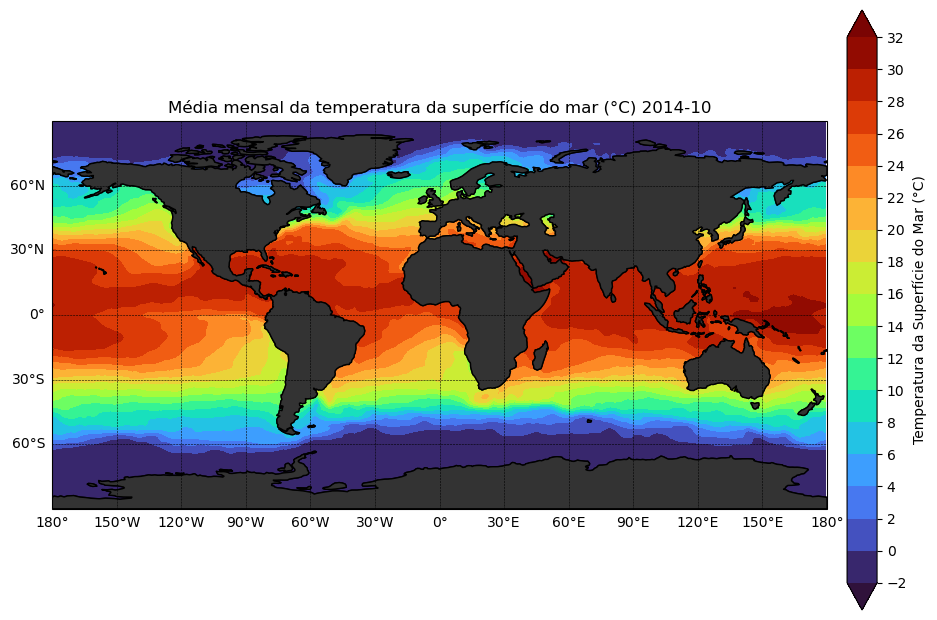 Média mensal da temperatura da superfície do mar (°C) 2014-10
60°N
30°N
0°
30°S
60°S
180° 150°W 120°W 90°W 60°W 30°W 0° 30°E 60°E 90°E 120°E 150°E 180°
32
30
28
26
24
22
20
18
16
14
12
10
8
6
4
2
0
−2
Temperatura da Superfície do Mar (°C)